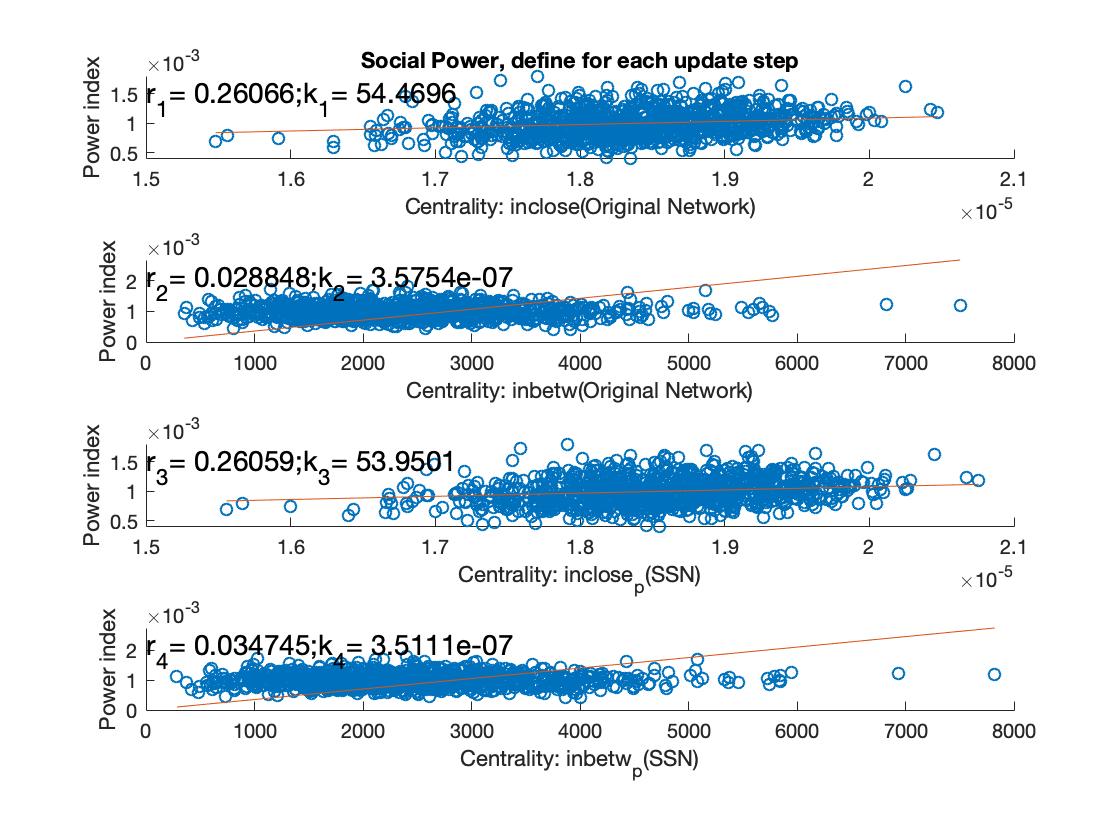 Social Power, define for each update step
×10-3
r1= 0.26066;k1= 54.4696
Power index
1.5
1
0.5
1.5 1.6 1.7 1.8 1.9 2 2.1
Centrality: inclose(Original Network)
×10-5
×10-3
r2= 0.028848;k2= 3.5754e-07
Power index
2
1
0
0 1000 2000 3000 4000 5000 6000 7000 8000
Centrality: inbetw(Original Network)
×10-3
r3= 0.26059;k3= 53.9501
Power index
1.5
1
0.5
1.5 1.6 1.7 1.8 1.9 2 2.1
Centrality: inclosep(SSN)
×10-5
×10-3
r4= 0.034745;k4= 3.5111e-07
Power index
2
1
0
0 1000 2000 3000 4000 5000 6000 7000 8000
Centrality: inbetwp(SSN)